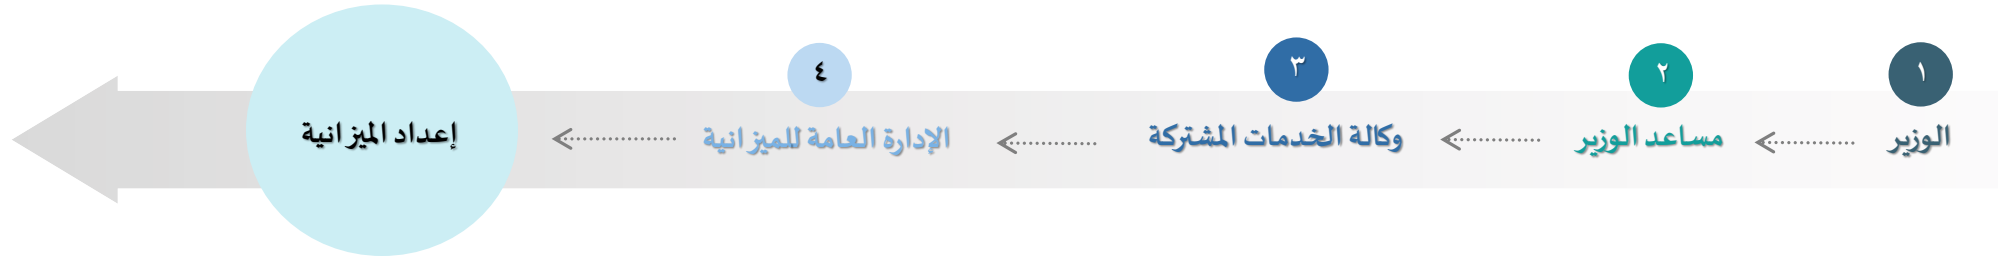 ١
الوزير
٢
مساعد الوزير
٣
وكالة الخدمات المشتركة
٤
الإدارة العامة للميزانية
إعداد الميزانية